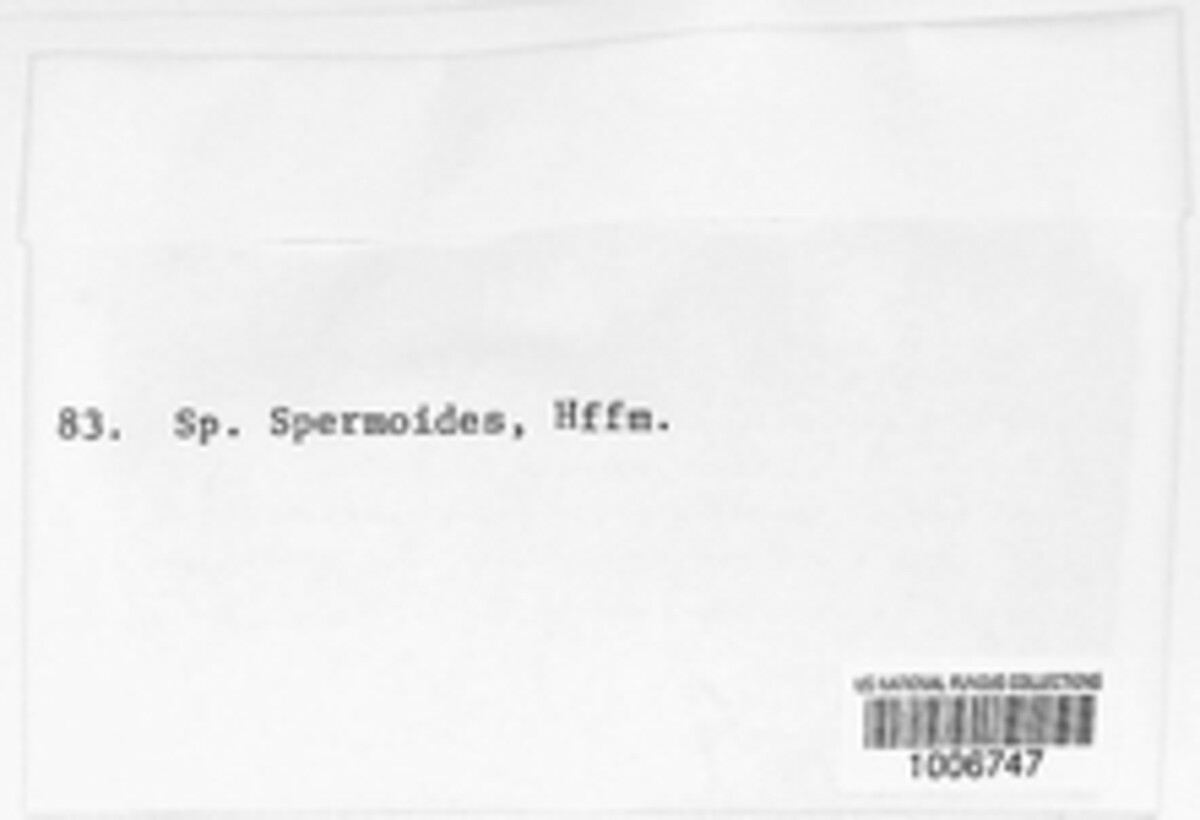 83. Sp. Spermoides, Hffm.
US NATIONAL FUNGUS COLLECTIONS
1006747